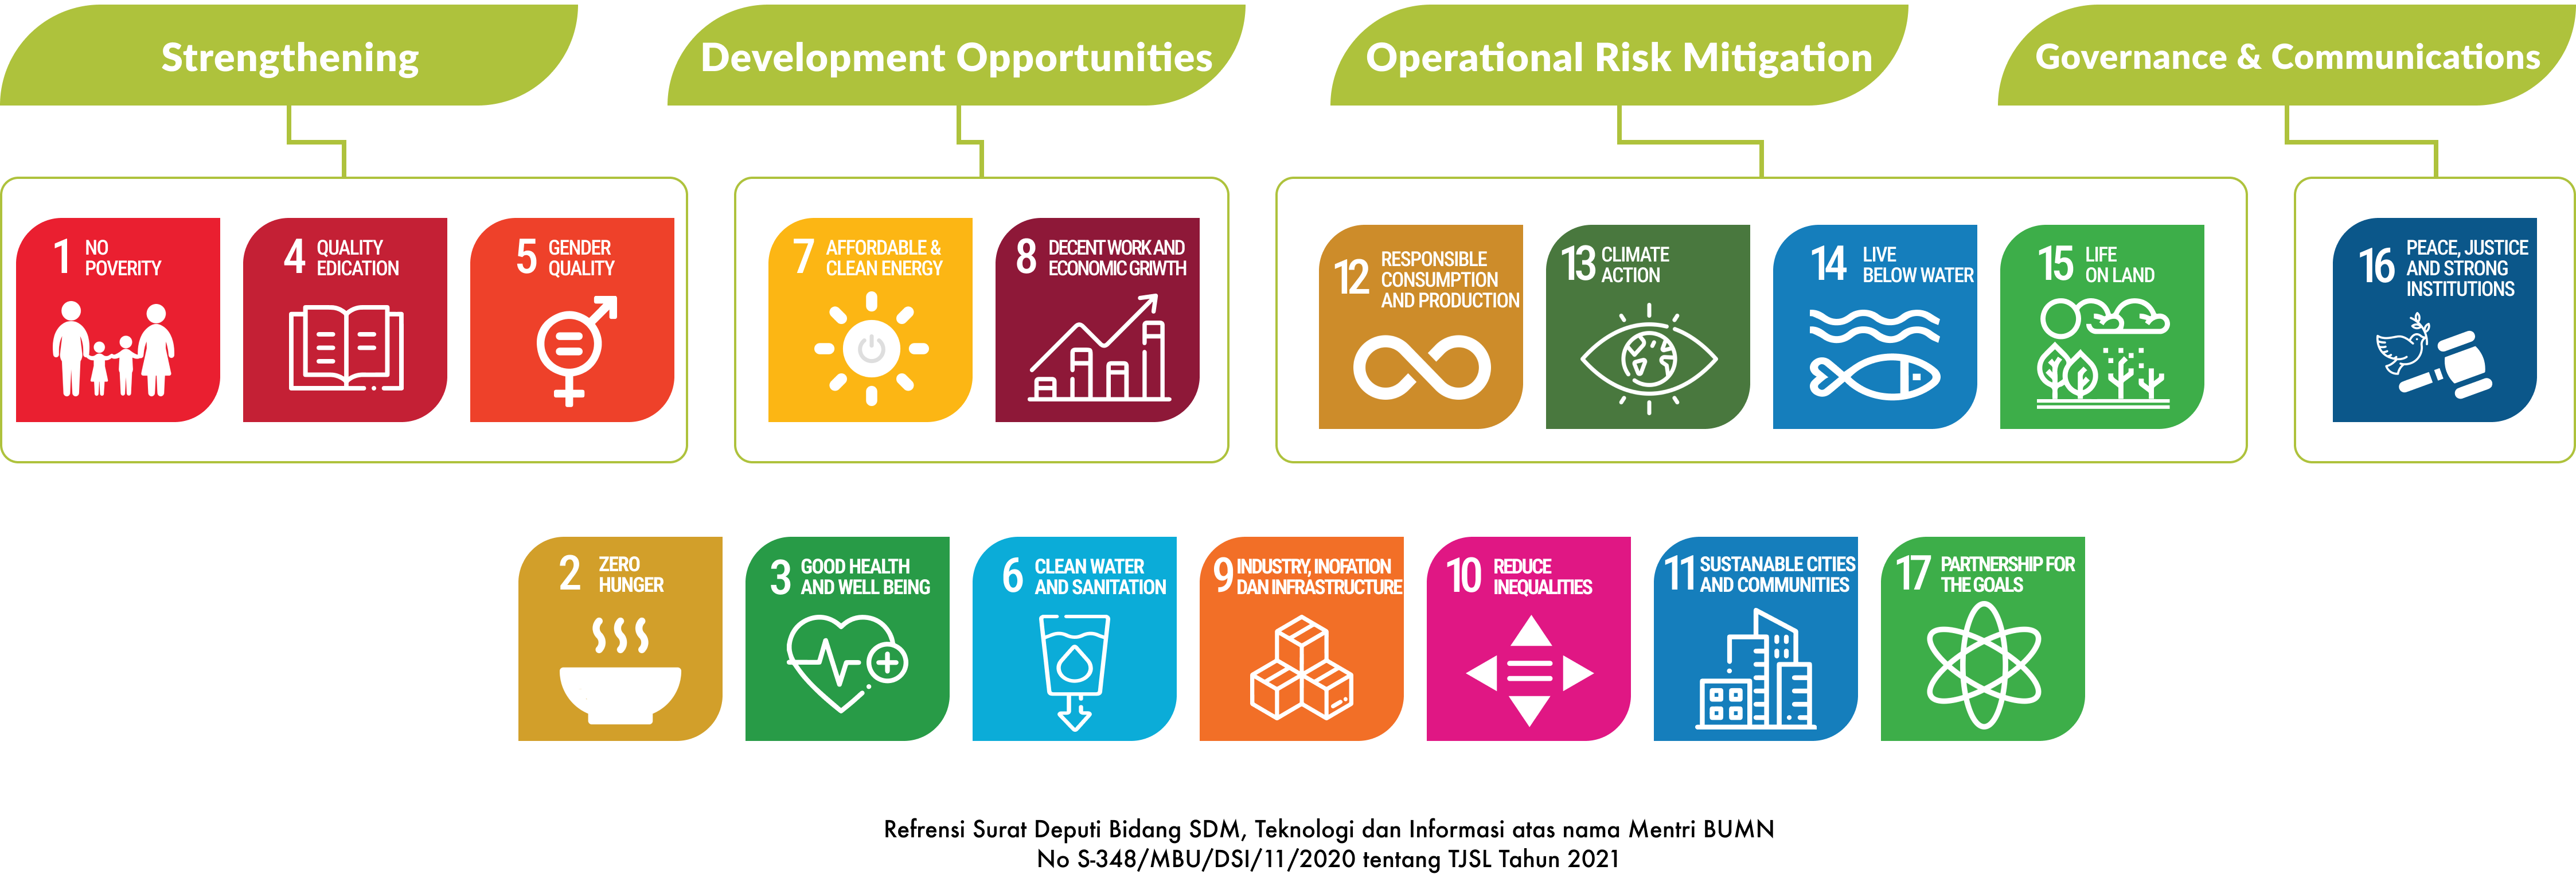 Strengthening
Development Opportunities
Operational Risk Mitigation
Governance & Communications
1 NO
POVERITY
4 QUALITY
EDICATION
5 GENDER
QUALITY
7 AFFORDABLE &
CLEAN ENERGY
8 DECENT WORK AND
ECONOMIC GRIWTH
12 RESPONSIBLE
CONSUMPTION
AND PRODUCTION
13 CLIMATE
ACTION
14 LIVE
BELOW WATER
15 LIFE
ON LAND
16 PEACE, JUSTICE
AND STRONG
INSTITUTIONS
2 ZERO
HUNGER
3 GOOD HEALTH
AND WELL BEING
6 CLEAN WATER
AND SANITATION
9 INDUSTRY, INOFATION
DAN INFRASTRUCTURE
10 REDUCE
INEQUALITIES
11 SUSTANABLE CITIES
AND COMMUNITIES
17 PARTNERSHIP FOR
THE GOALS
Refrensi Surat Deputi Bidang SDM, Teknologi dan Informasi atas nama Mentri BUMN
No S-348/MBU/DSI/11/2020 tentang TJSL Tahun 2021